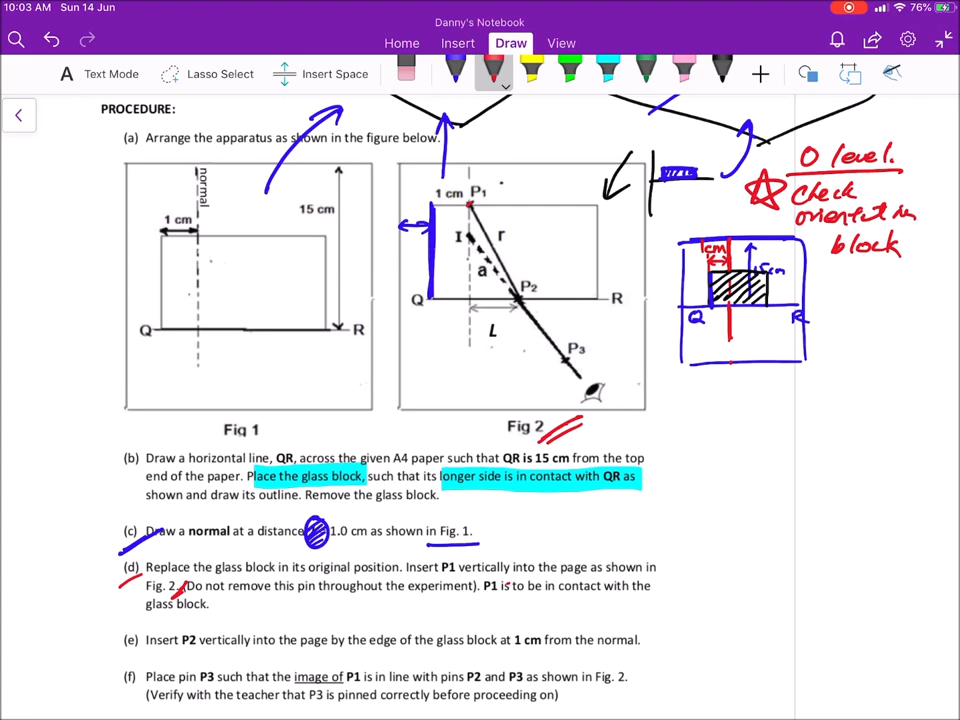 10:03 AM Sun 14 Jun
76%
Danny's Notebook
Home Insert Draw View
A Text Mode Lasso Select Insert Space
PROCEDURE:
(a) Arrange the apparatus as shown in the figure below.
normal
1 cm
15 cm
Q
R
Fig 1
1 cm P1
I
r
a
P2
Q
R
L
P3
Fig 2
O level.
check
orientatn
block
1cm
15cm
Q
R
(b) Draw a horizontal line, QR, across the given A4 paper such that QR is 15 cm from the top
end of the paper. Place the glass block, such that its longer side is in contact with QR as
shown and draw its outline. Remove the glass block.
(c) Draw a normal at a distance 1.0 cm as shown in Fig. 1.
(d) Replace the glass block in its original position. Insert P1 vertically into the page as shown in
Fig. 2. (Do not remove this pin throughout the experiment). P1 is to be in contact with the
glass block.
(e) Insert P2 vertically into the page by the edge of the glass block at 1 cm from the normal.
(f) Place pin P3 such that the image of P1 is in line with pins P2 and P3 as shown in Fig. 2.
(Verify with the teacher that P3 is pinned correctly before proceeding on)